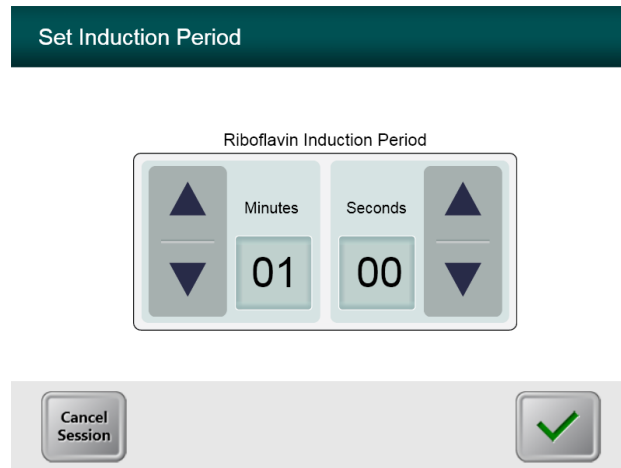 Set Induction Period
Riboflavin Induction Period
Minutes
Seconds
01
00
Cancel
Session